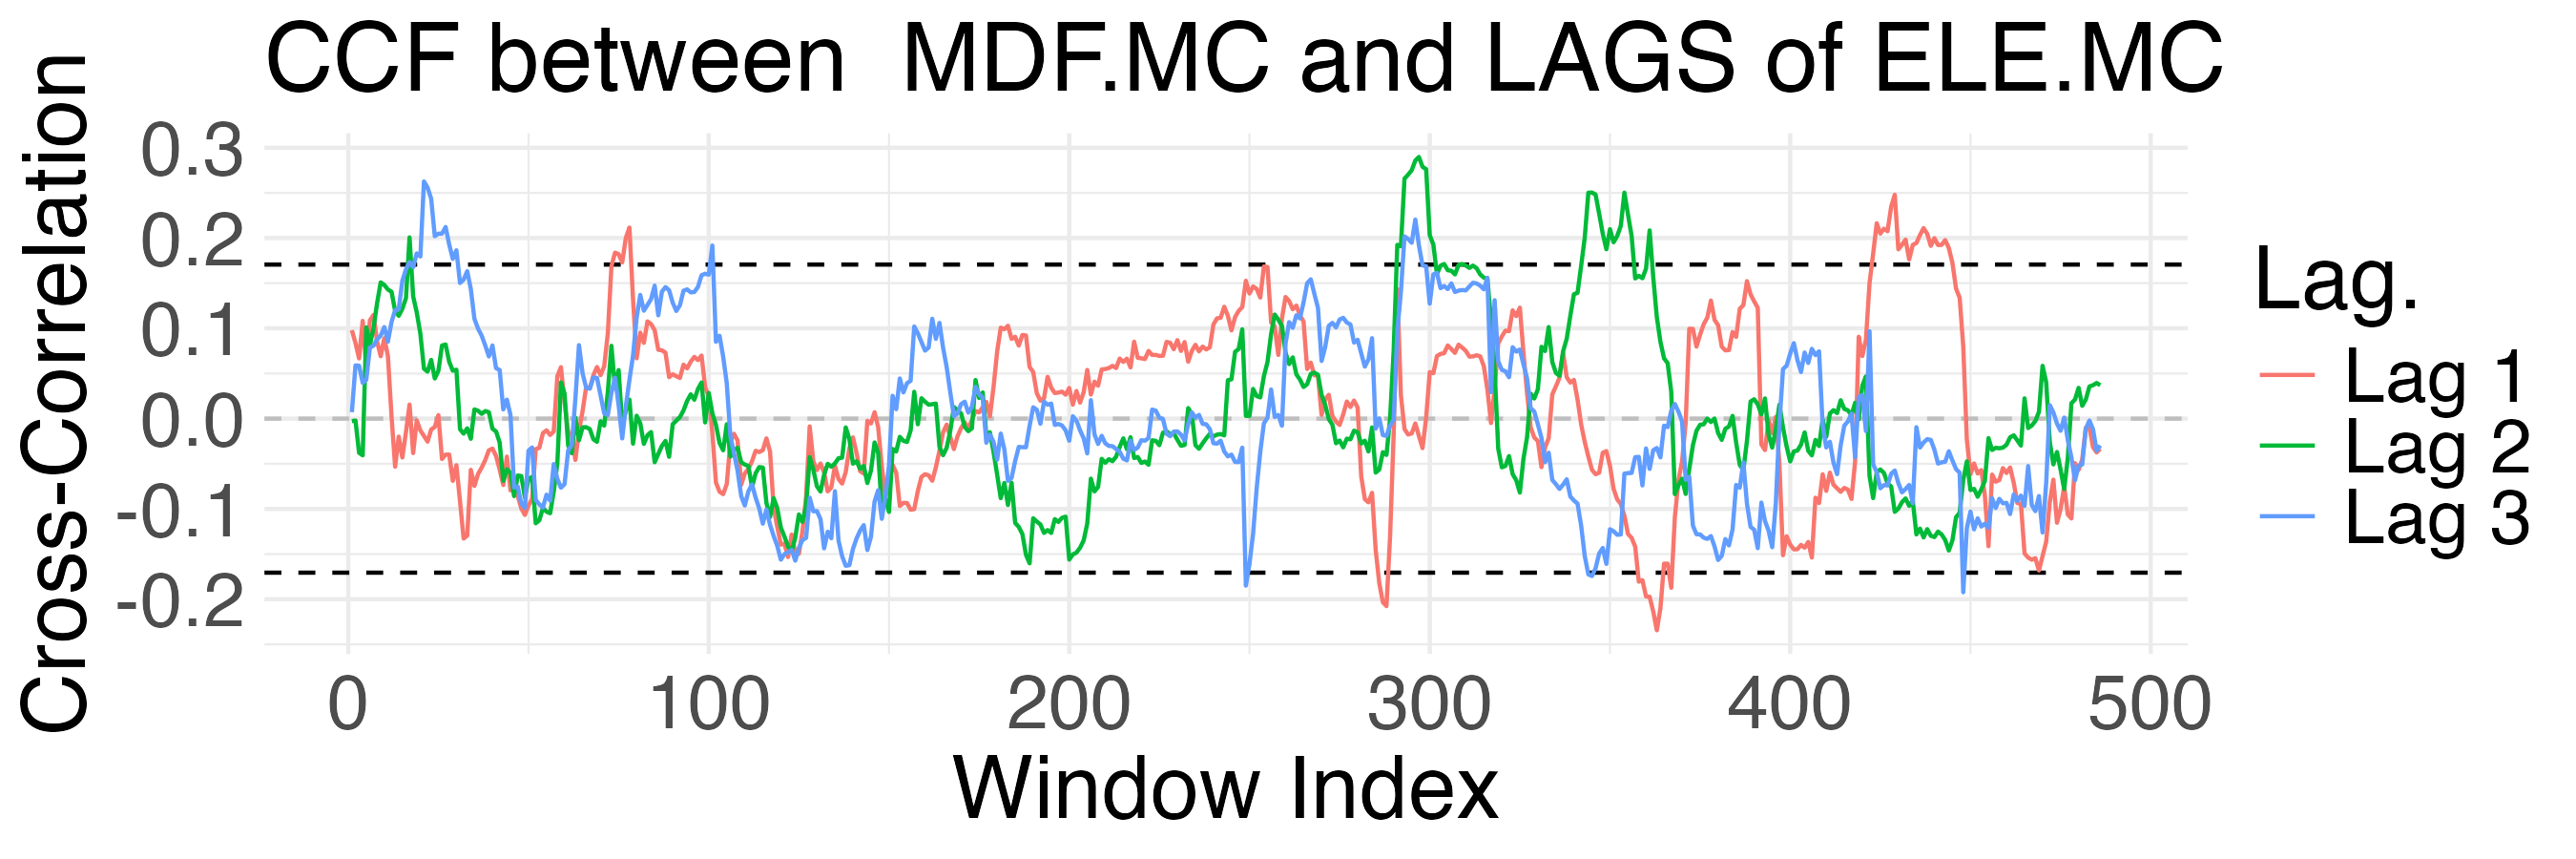 CCF between  MDF.MC and LAGS of ELE.MC
Cross-Correlation
0.3
0.2
0.1
0.0
-0.1
-0.2
0 100 200 300 400 500
Window Index
Lag.
Lag 1
Lag 2
Lag 3